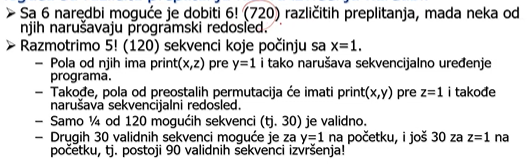 ➢ Sa 6 naredbi moguće je dobiti 6! (720) različitih preplitanja, mada neka od
njih narušavaju programski redosled.
➢ Razmotrimo 5! (120) sekvenci koje počinju sa x=1.
– Pola od njih ima print(x,z) pre y=1 i tako narušava sekvencijalno uređenje
programa.
– Takođe, pola od preostalih permutacija će imati print(x,y) pre z=1 i takođe
narušava sekvencijalni redosled.
– Samo ¼ od 120 mogućih sekvenci (tj. 30) je validno.
– Drugih 30 validnih sekvenci moguće je za y=1 na početku, i još 30 za z=1 na
početku, tj. postoji 90 validnih sekvenci izvršenja!